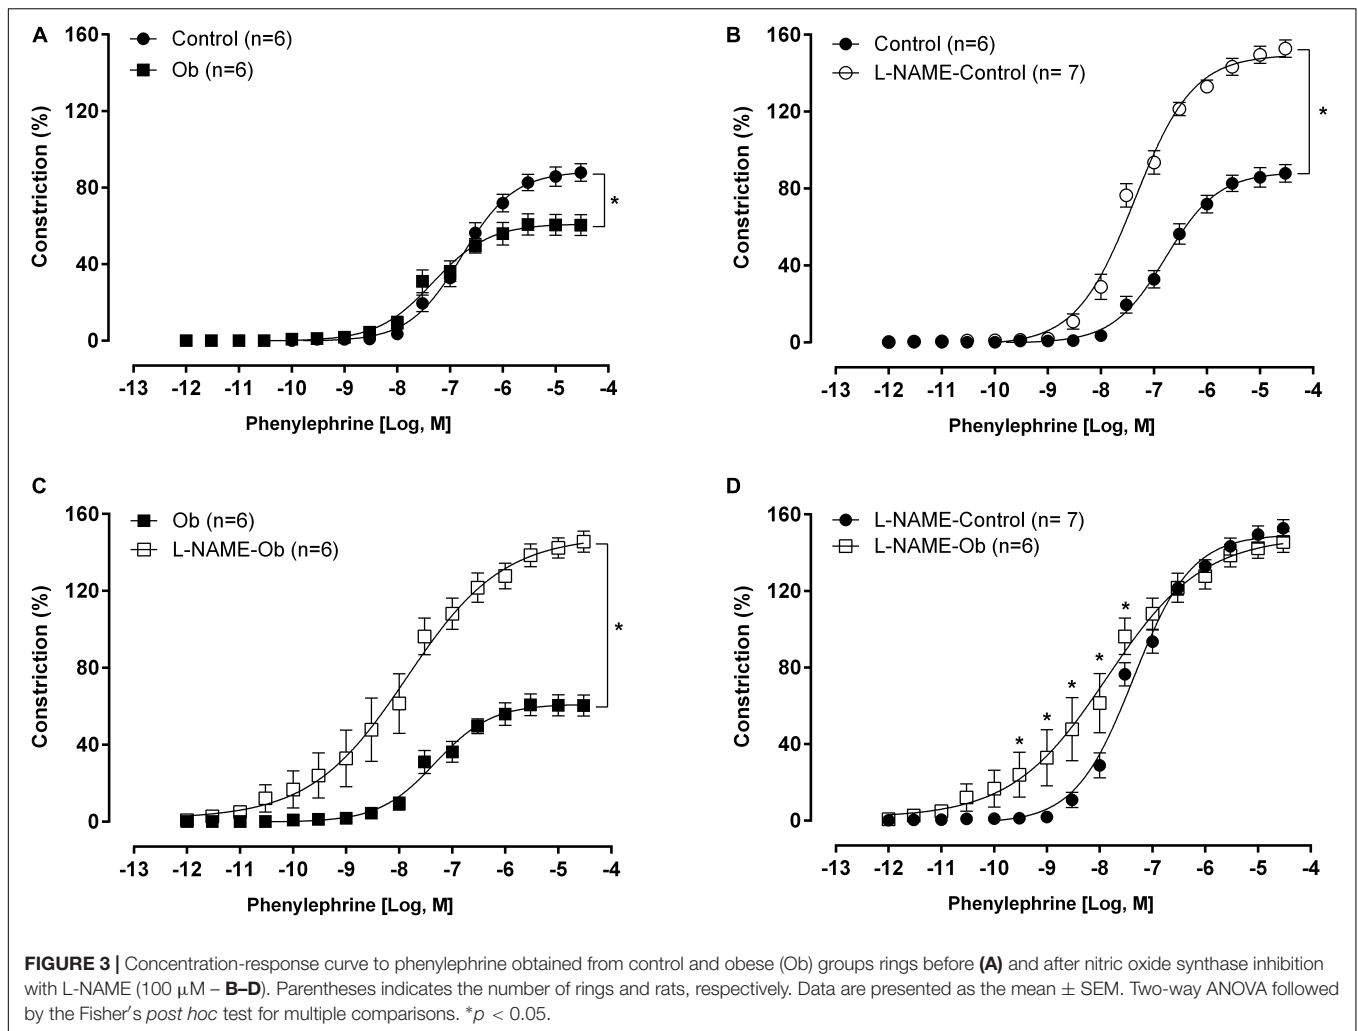 A
Control (n=6)
Ob (n=6)
160
120
80
40
0
Constriction (%)
*
-13 -12 -11 -10 -9 -8 -7 -6 -5 -4
Phenylephrine [Log, M]
B
Control (n=6)
L-NAME-Control (n= 7)
160
120
80
40
0
Constriction (%)
*
-13 -12 -11 -10 -9 -8 -7 -6 -5 -4
Phenylephrine [Log, M]
C
Ob (n=6)
L-NAME-Ob (n=6)
160
120
80
40
0
Constriction (%)
*
-13 -12 -11 -10 -9 -8 -7 -6 -5 -4
Phenylephrine [Log, M]
D
L-NAME-Control (n= 7)
L-NAME-Ob (n=6)
160
120
80
40
0
Constriction (%)
* * * * *
-13 -12 -11 -10 -9 -8 -7 -6 -5 -4
Phenylephrine [Log, M]
FIGURE 3 | Concentration-response curve to phenylephrine obtained from control and obese (Ob) groups rings before (A) and after nitric oxide synthase inhibition
with L-NAME (100 μM – B–D). Parentheses indicates the number of rings and rats, respectively. Data are presented as the mean ± SEM. Two-way ANOVA followed
by the Fisher′s post hoc test for multiple comparisons. *p < 0.05.